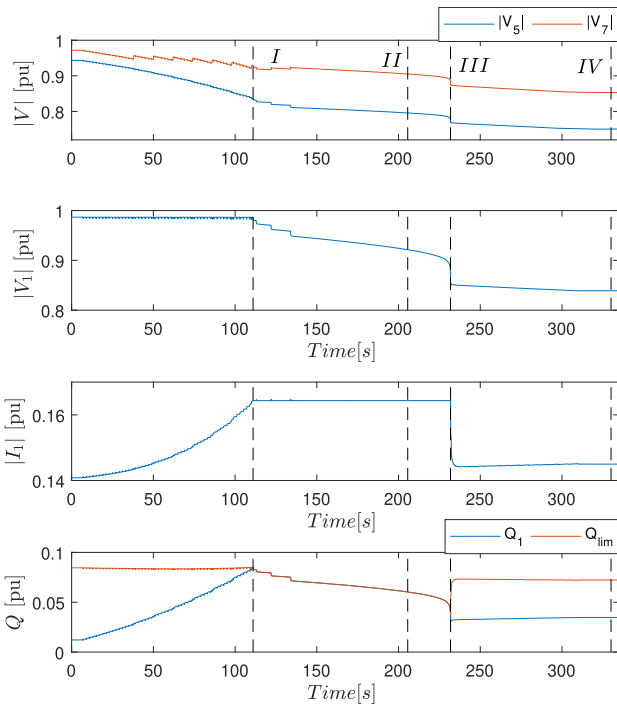 |V5| |V7|
|V| [pu]
1
0.9
0.8
I II III IV
0 50 100 150 200 250 300
|V1| [pu]
1
0.9
0.8
0 50 100 150 200 250 300
Time[s]
|I1| [pu]
0.16
0.14
0 50 100 150 200 250 300
Time[s]
Q1 Qlim
Q [pu]
0.1
0.05
0
0 50 100 150 200 250 300
Time[s]